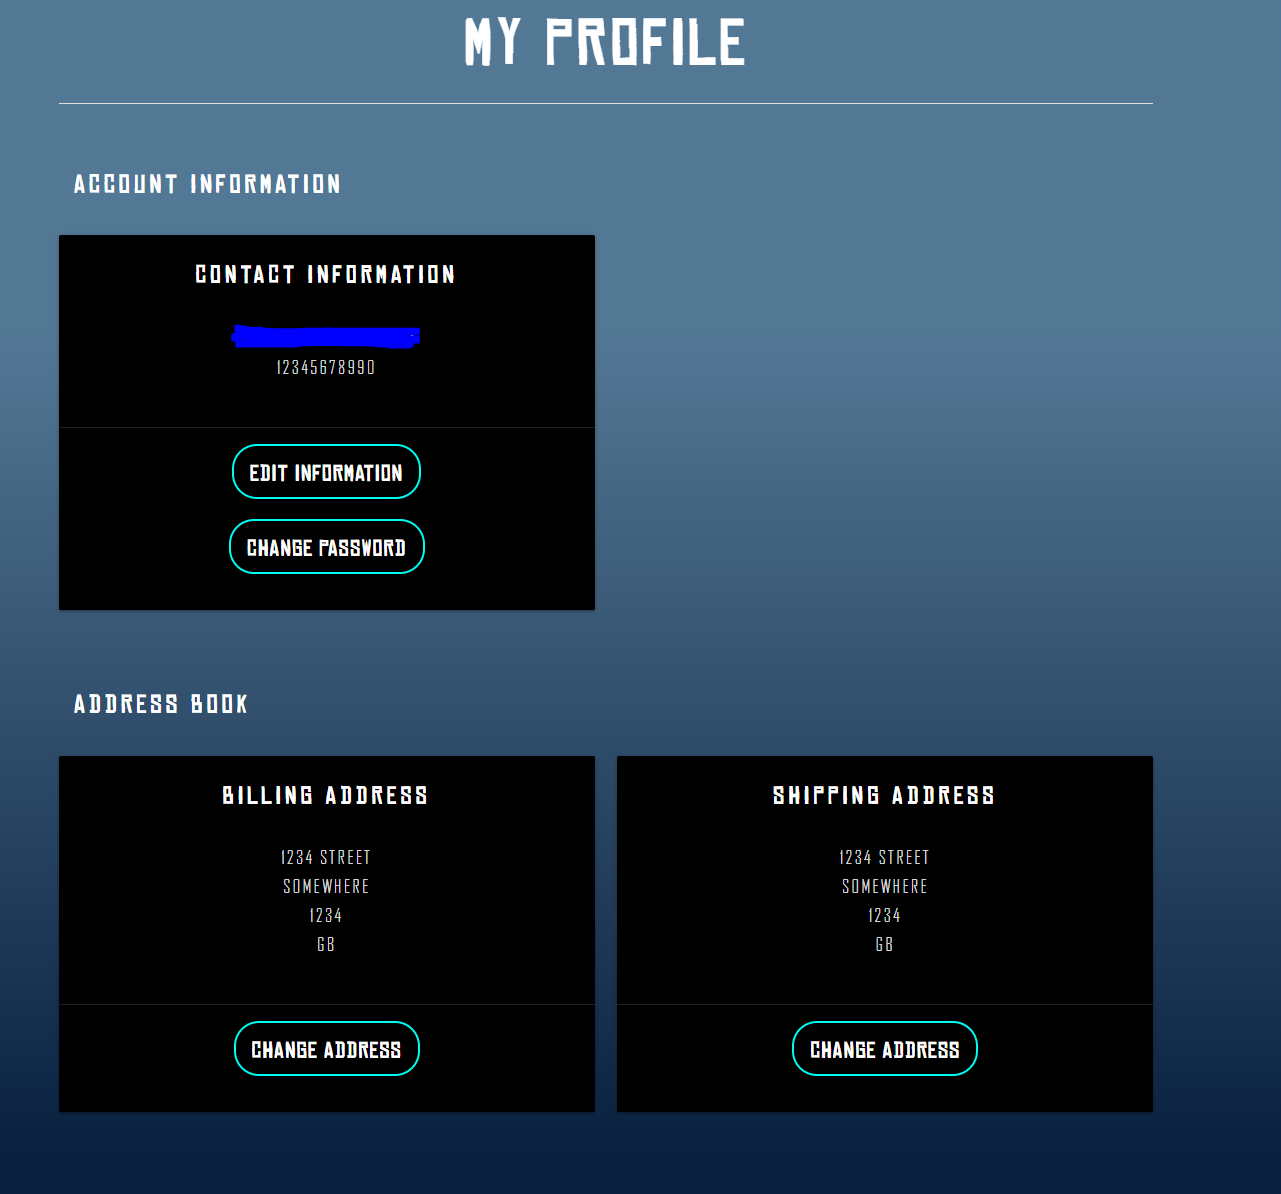 MY PROFILE
ACCOUNT INFORMATION
CONTACT INFORMATION
12345678990
EDIT INFORMATION
CHANGE PASSWORD
ADDRESS BOOK
BILLING ADDRESS
1234 STREET
SOMEWHERE
1234
GB
CHANGE ADDRESS
SHIPPING ADDRESS
1234 STREET
SOMEWHERE
1234
GB
CHANGE ADDRESS